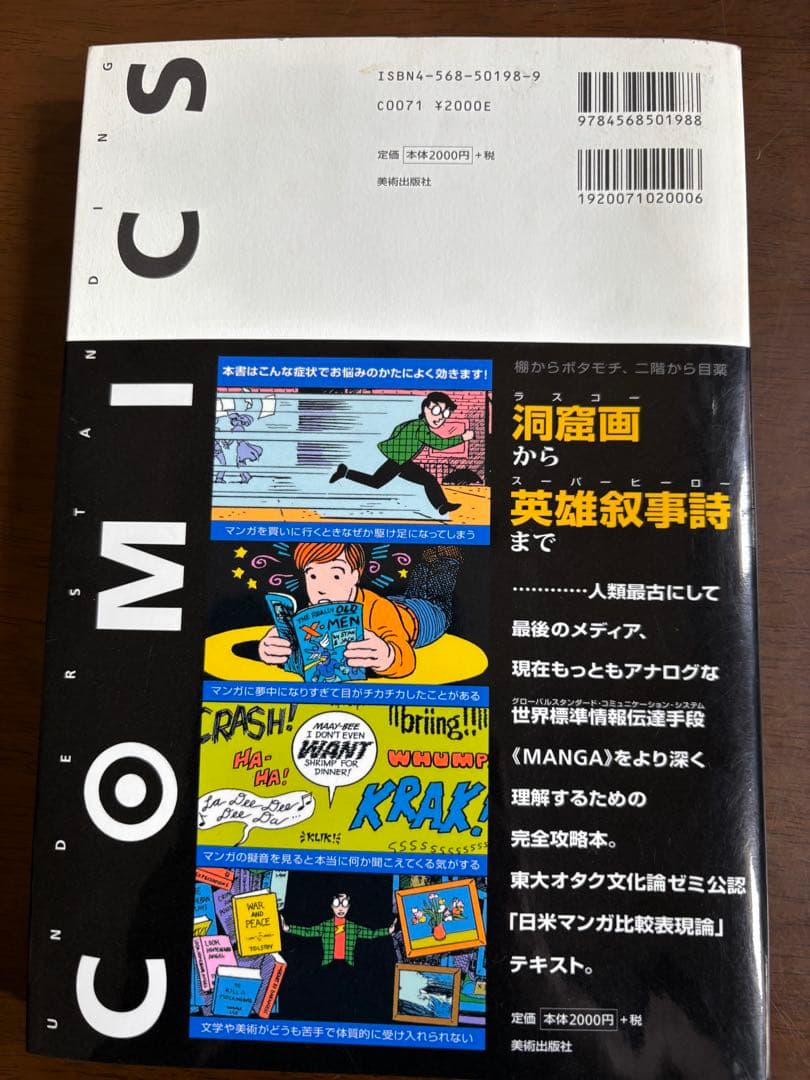 UNDERSTANDING
COMICS
ISBN4-568-50198-9
C0071 ¥2000E
定価 本体2000円 +税
美術出版社
9784568501988
1920071020006
本書はこんな症状でお悩みのかたによく効きます!
マンガを買いに行くときなぜか駆け足になってしまう
THE REALLY OLD
X-MEN
マンガに夢中になりすぎて目がチカチカしたことがある
CRASH!
HA-
HA!
MAAY-BEE
I DON'T EVEN
WANT
SHRIMP FOR
DINNER!
briing!!
WHUMP
La Dee Dee
Dee Da...
KLIK!
KRAK!
GSSSSSSSSSSS
マンガの擬音を見ると本当に何か聞こえてくる気がする
WAR
AND
PEACE
TOLSTOY
LOOK
HOMEWARD
ANGEL
TO
KILL A
MOCKINGBIRD
文学や美術がどうも苦手で体質的に受け入れられない
棚からボタモチ、二階から目薬
ラスコー
洞窟画
から
スーパーヒーロー
英雄叙事詩
まで
…………人類最古にして
最後のメディア、
現在もっともアナログな
グローバルスタンダード・コミュニケーション・システム
世界標準情報伝達手段
《MANGA》をより深く
理解するための
完全攻略本。
東大オタク文化論ゼミ公認
「日米マンガ比較表現論」
テキスト。
定価 本体2000円 +税
美術出版社